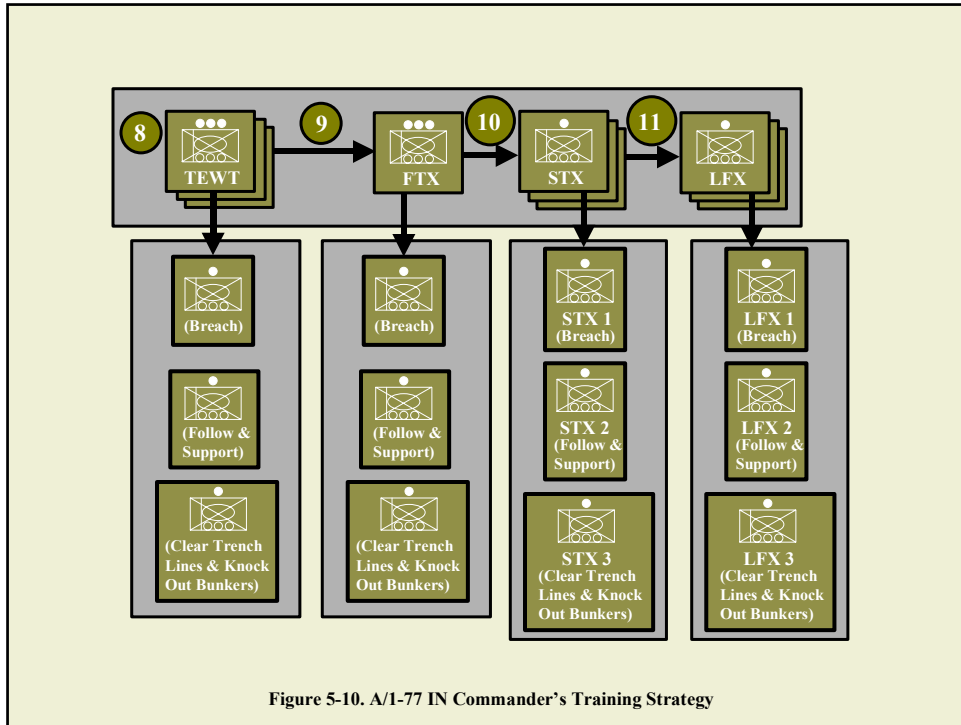 8
9
10
11
TEWT
FTX
STX
LFX
(Breach)
(Follow &
Support)
(Clear Trench
Lines & Knock
Out Bunkers)
(Breach)
(Follow &
Support)
(Clear Trench
Lines & Knock
Out Bunkers)
STX 1
(Breach)
STX 2
(Follow &
Support)
STX 3
(Clear Trench
Lines & Knock
Out Bunkers)
LFX 1
(Breach)
LFX 2
(Follow &
Support)
LFX 3
(Clear Trench
Lines & Knock
Out Bunkers)
Figure 5-10. A/1-77 IN Commander’s Training Strategy